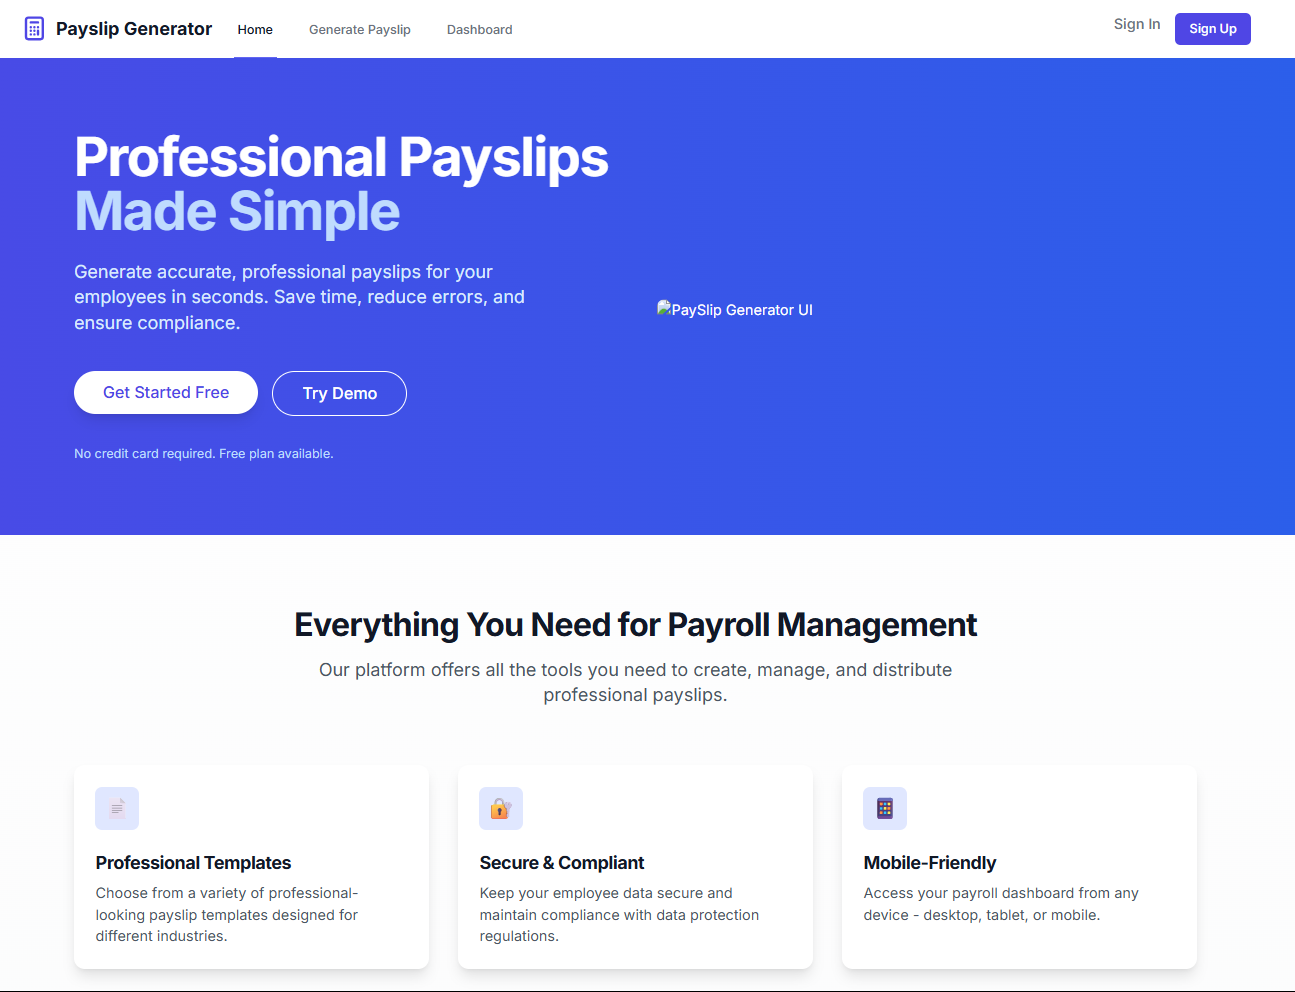 Payslip Generator
Home
Generate Payslip
Dashboard
Sign In
Sign Up
Professional Payslips
Made Simple
Generate accurate, professional payslips for your
employees in seconds. Save time, reduce errors, and
ensure compliance.
Get Started Free
Try Demo
No credit card required. Free plan available.
PaySlip Generator UI
Everything You Need for Payroll Management
Our platform offers all the tools you need to create, manage, and distribute
professional payslips.
Professional Templates
Choose from a variety of professional-
looking payslip templates designed for
different industries.
Secure & Compliant
Keep your employee data secure and
maintain compliance with data protection
regulations.
Mobile-Friendly
Access your payroll dashboard from any
device - desktop, tablet, or mobile.